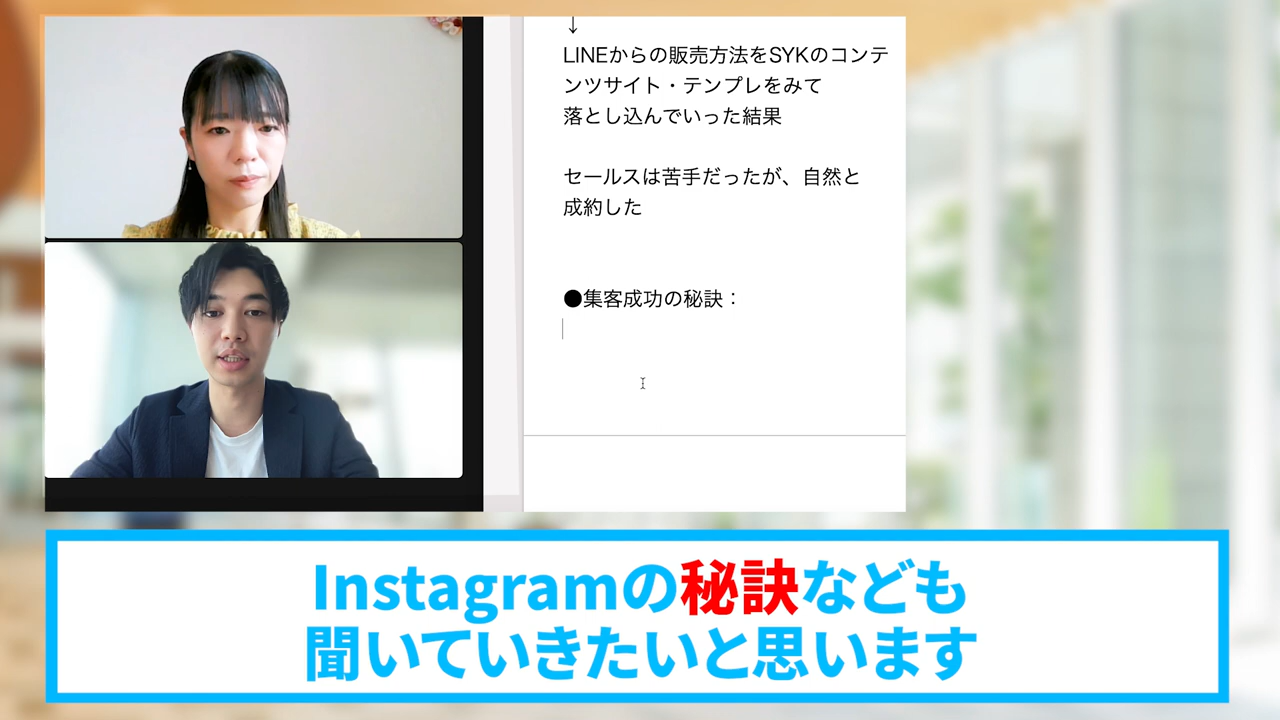 ↓
LINEからの販売方法をSYKのコンテ
ンツサイト・テンプレをみて
落とし込んでいった結果
セールスは苦手だったが、自然と
成約した
●集客成功の秘訣：
Instagramの秘訣なども
聞いていきたいと思います